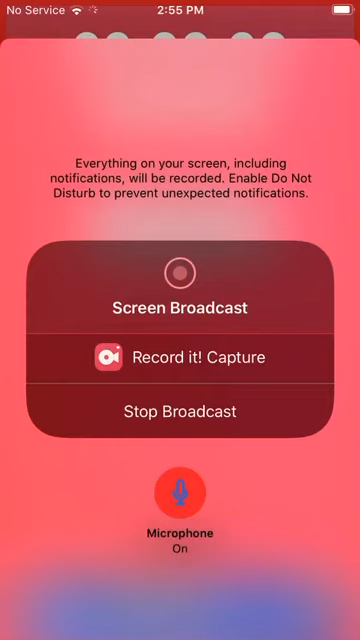 No Service
2:55 PM
Everything on your screen, including
notifications, will be recorded. Enable Do Not
Disturb to prevent unexpected notifications.
Screen Broadcast
Record it! Capture
Stop Broadcast
Microphone
On